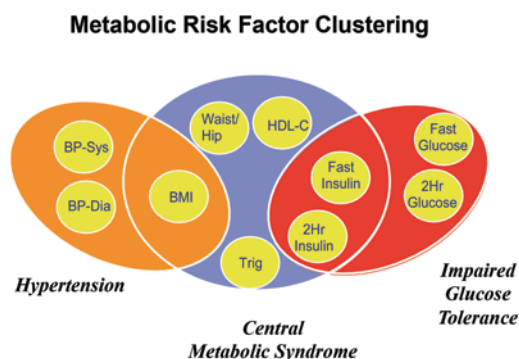 Metabolic Risk Factor Clustering
BP-Sys
BP-Dia
BMI
Waist/
Hip
HDL-C
Trig
Fast
Insulin
2Hr
Insulin
Fast
Glucose
2Hr
Glucose
Hypertension
Central
Metabolic Syndrome
Impaired
Glucose
Tolerance